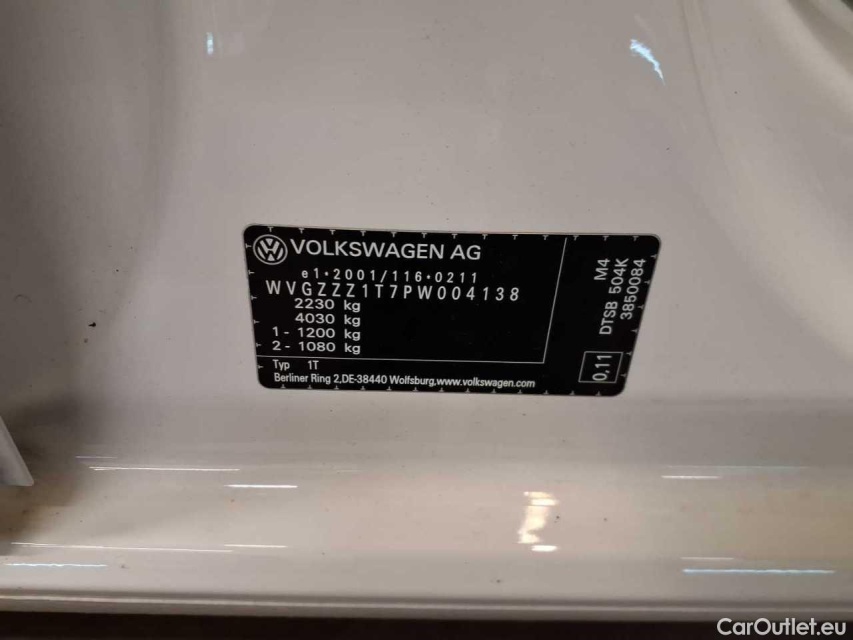 VOLKSWAGEN AG
e1*2001/116*0211
WVGZZZ1T7PW004138
2230 kg
4030 kg
1 - 1200 kg
2 - 1080 kg
Typ 1T
Berliner Ring 2,DE-38440 Wolfsburg,www.volkswagen.com
M4
DTSB 504K
3850084
0,11
CarOutlet.eu